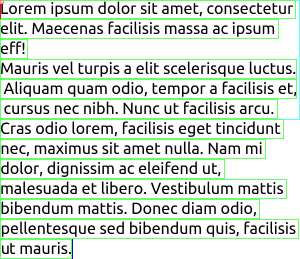 Lorem ipsum dolor sit amet, consectetur
elit. Maecenas facilisis massa ac ipsum
eff!
Mauris vel turpis a elit scelerisque luctus.
Aliquam quam odio, tempor a facilisis et,
cursus nec nibh. Nunc ut facilisis arcu.
Cras odio lorem, facilisis eget tincidunt
nec, maximus sit amet nulla. Nam mi
dolor, dignissim ac eleifend ut,
malesuada et libero. Vestibulum mattis
bibendum mattis. Donec diam odio,
pellentesque sed bibendum quis, facilisis
ut mauris.